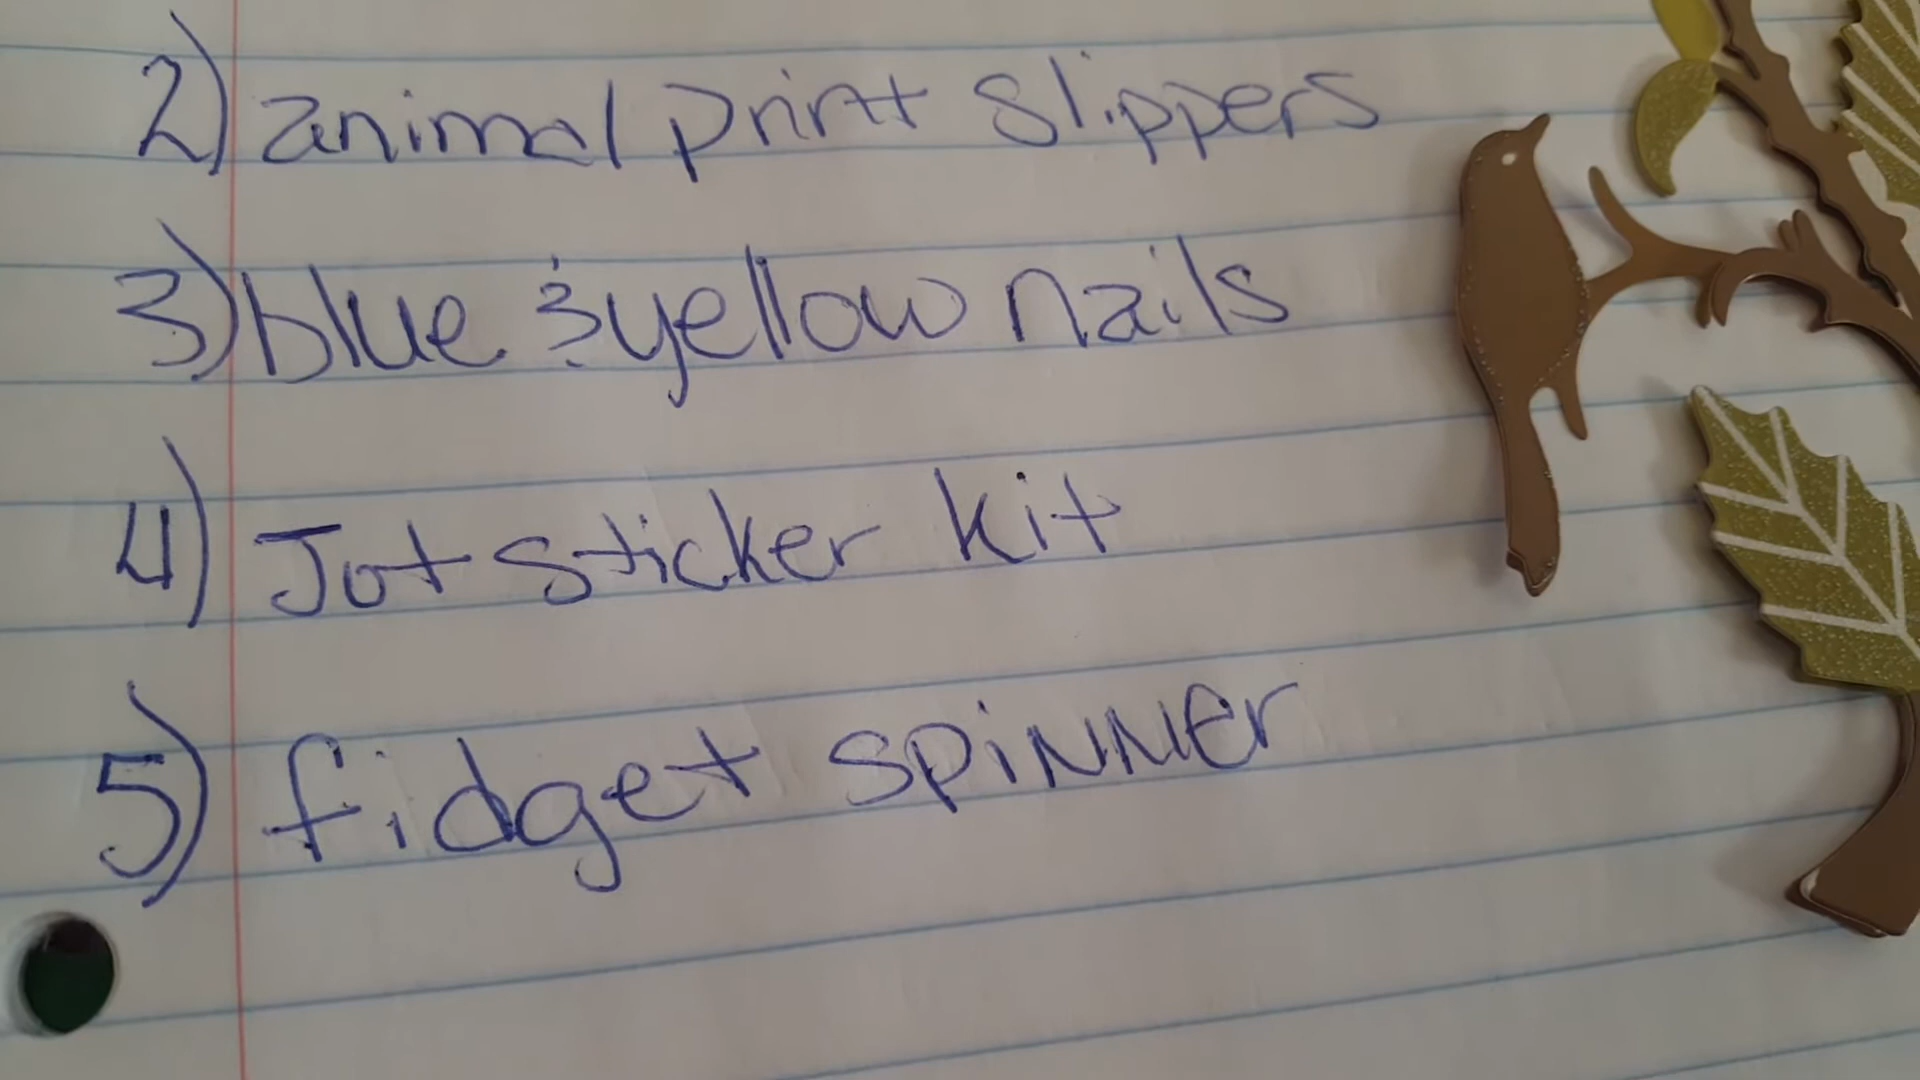 2) animal print slippers
3) blue & yellow nails
4) Jot sticker kit
5) fidget spinner